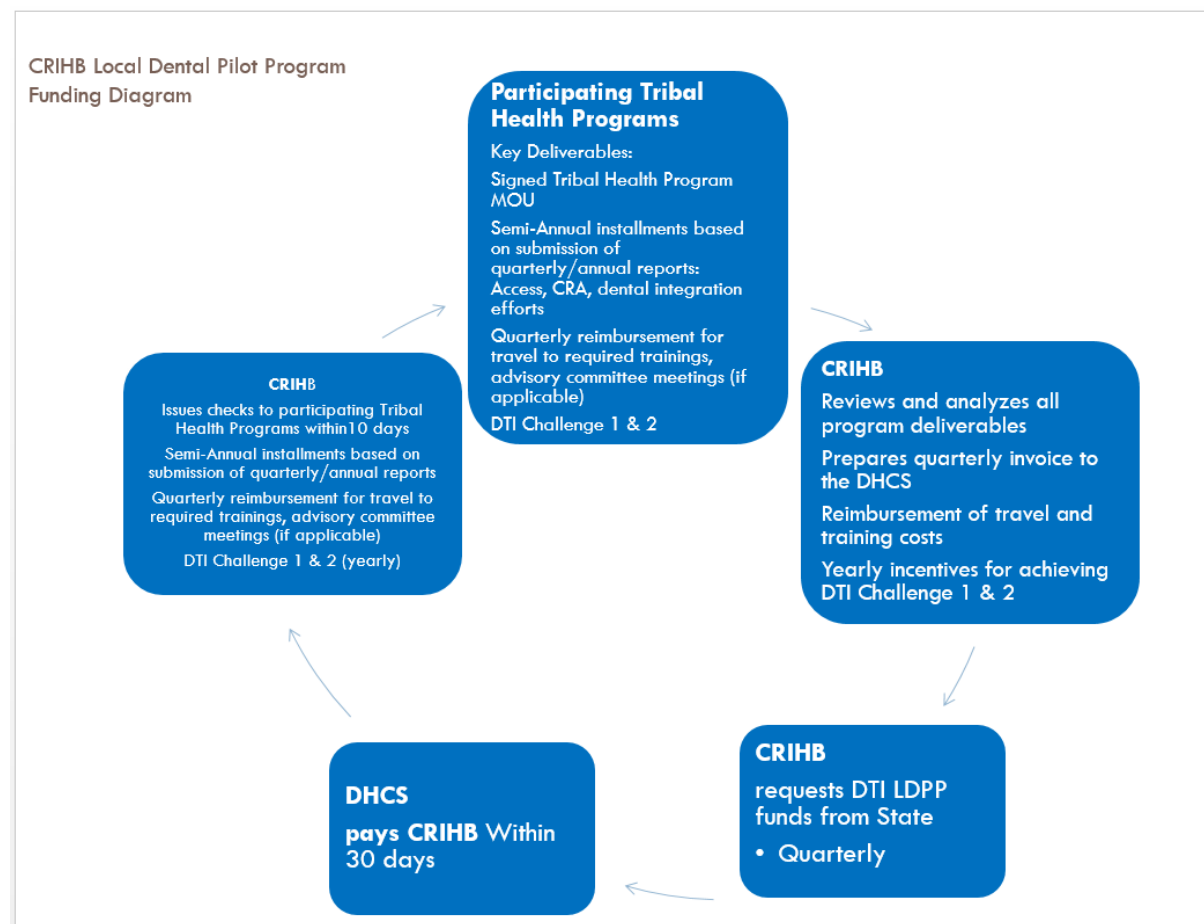 CRIHB Local Dental Pilot Program
Funding Diagram
Participating Tribal
Health Programs
Key Deliverables:
Signed Tribal Health Program
MOU
Semi-Annual installments based
on submission of
quarterly/annual reports:
Access, CRA, dental integration
efforts
Quarterly reimbursement for
travel to required trainings,
advisory committee meetings (if
applicable)
DTI Challenge 1 & 2
CRIHB
Reviews and analyzes all
program deliverables
Prepares quarterly invoice to
the DHCS
Reimbursement of travel and
training costs
Yearly incentives for achieving
DTI Challenge 1 & 2
CRIHB
requests DTI LDPP
funds from State
• Quarterly
DHCS
pays CRIHB Within
30 days
CRIHB
Issues checks to participating Tribal
Health Programs within10 days
Semi-Annual installments based on
submission of quarterly/annual reports
Quarterly reimbursement for travel to
required trainings, advisory committee
meetings (if applicable)
DTI Challenge 1 & 2 (yearly)